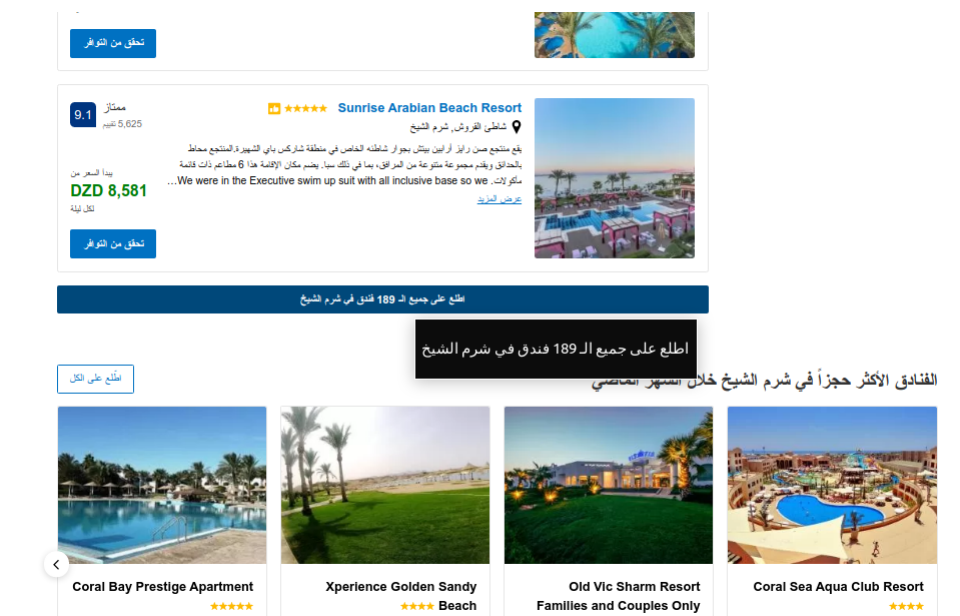 تحقق من التوافر
Sunrise Arabian Beach Resort
ممتاز
9.1
5,625 تقييم
شاطئ القروش, شرم الشيخ
يقع منتجع صن رايز أرابين بيتش بجوار شاطئه الخاص في منطقة شاركس باي الشهيرة.المنتجع محاط
بالحدائق ويقدم مجموعة متنوعة من المرافق، بما في ذلك سبا. يضم مكان الإقامة هذا 6 مطاعم ذات قائمة
مأكولات. We were in the Executive swim up suit with all inclusive base so we...
عرض المزيد
يبدأ السعر من
DZD 8,581
لكل ليلة
تحقق من التوافر
اطلع على جميع الـ 189 فندق في شرم الشيخ
اطلع على جميع الـ 189 فندق في شرم الشيخ
الفنادق الأكثر حجزاً في شرم الشيخ خلال الشهر الماضي
اطّلع على الكل
Coral Sea Aqua Club Resort
Old Vic Sharm Resort
Families and Couples Only
Xperience Golden Sandy
Beach
Coral Bay Prestige Apartment